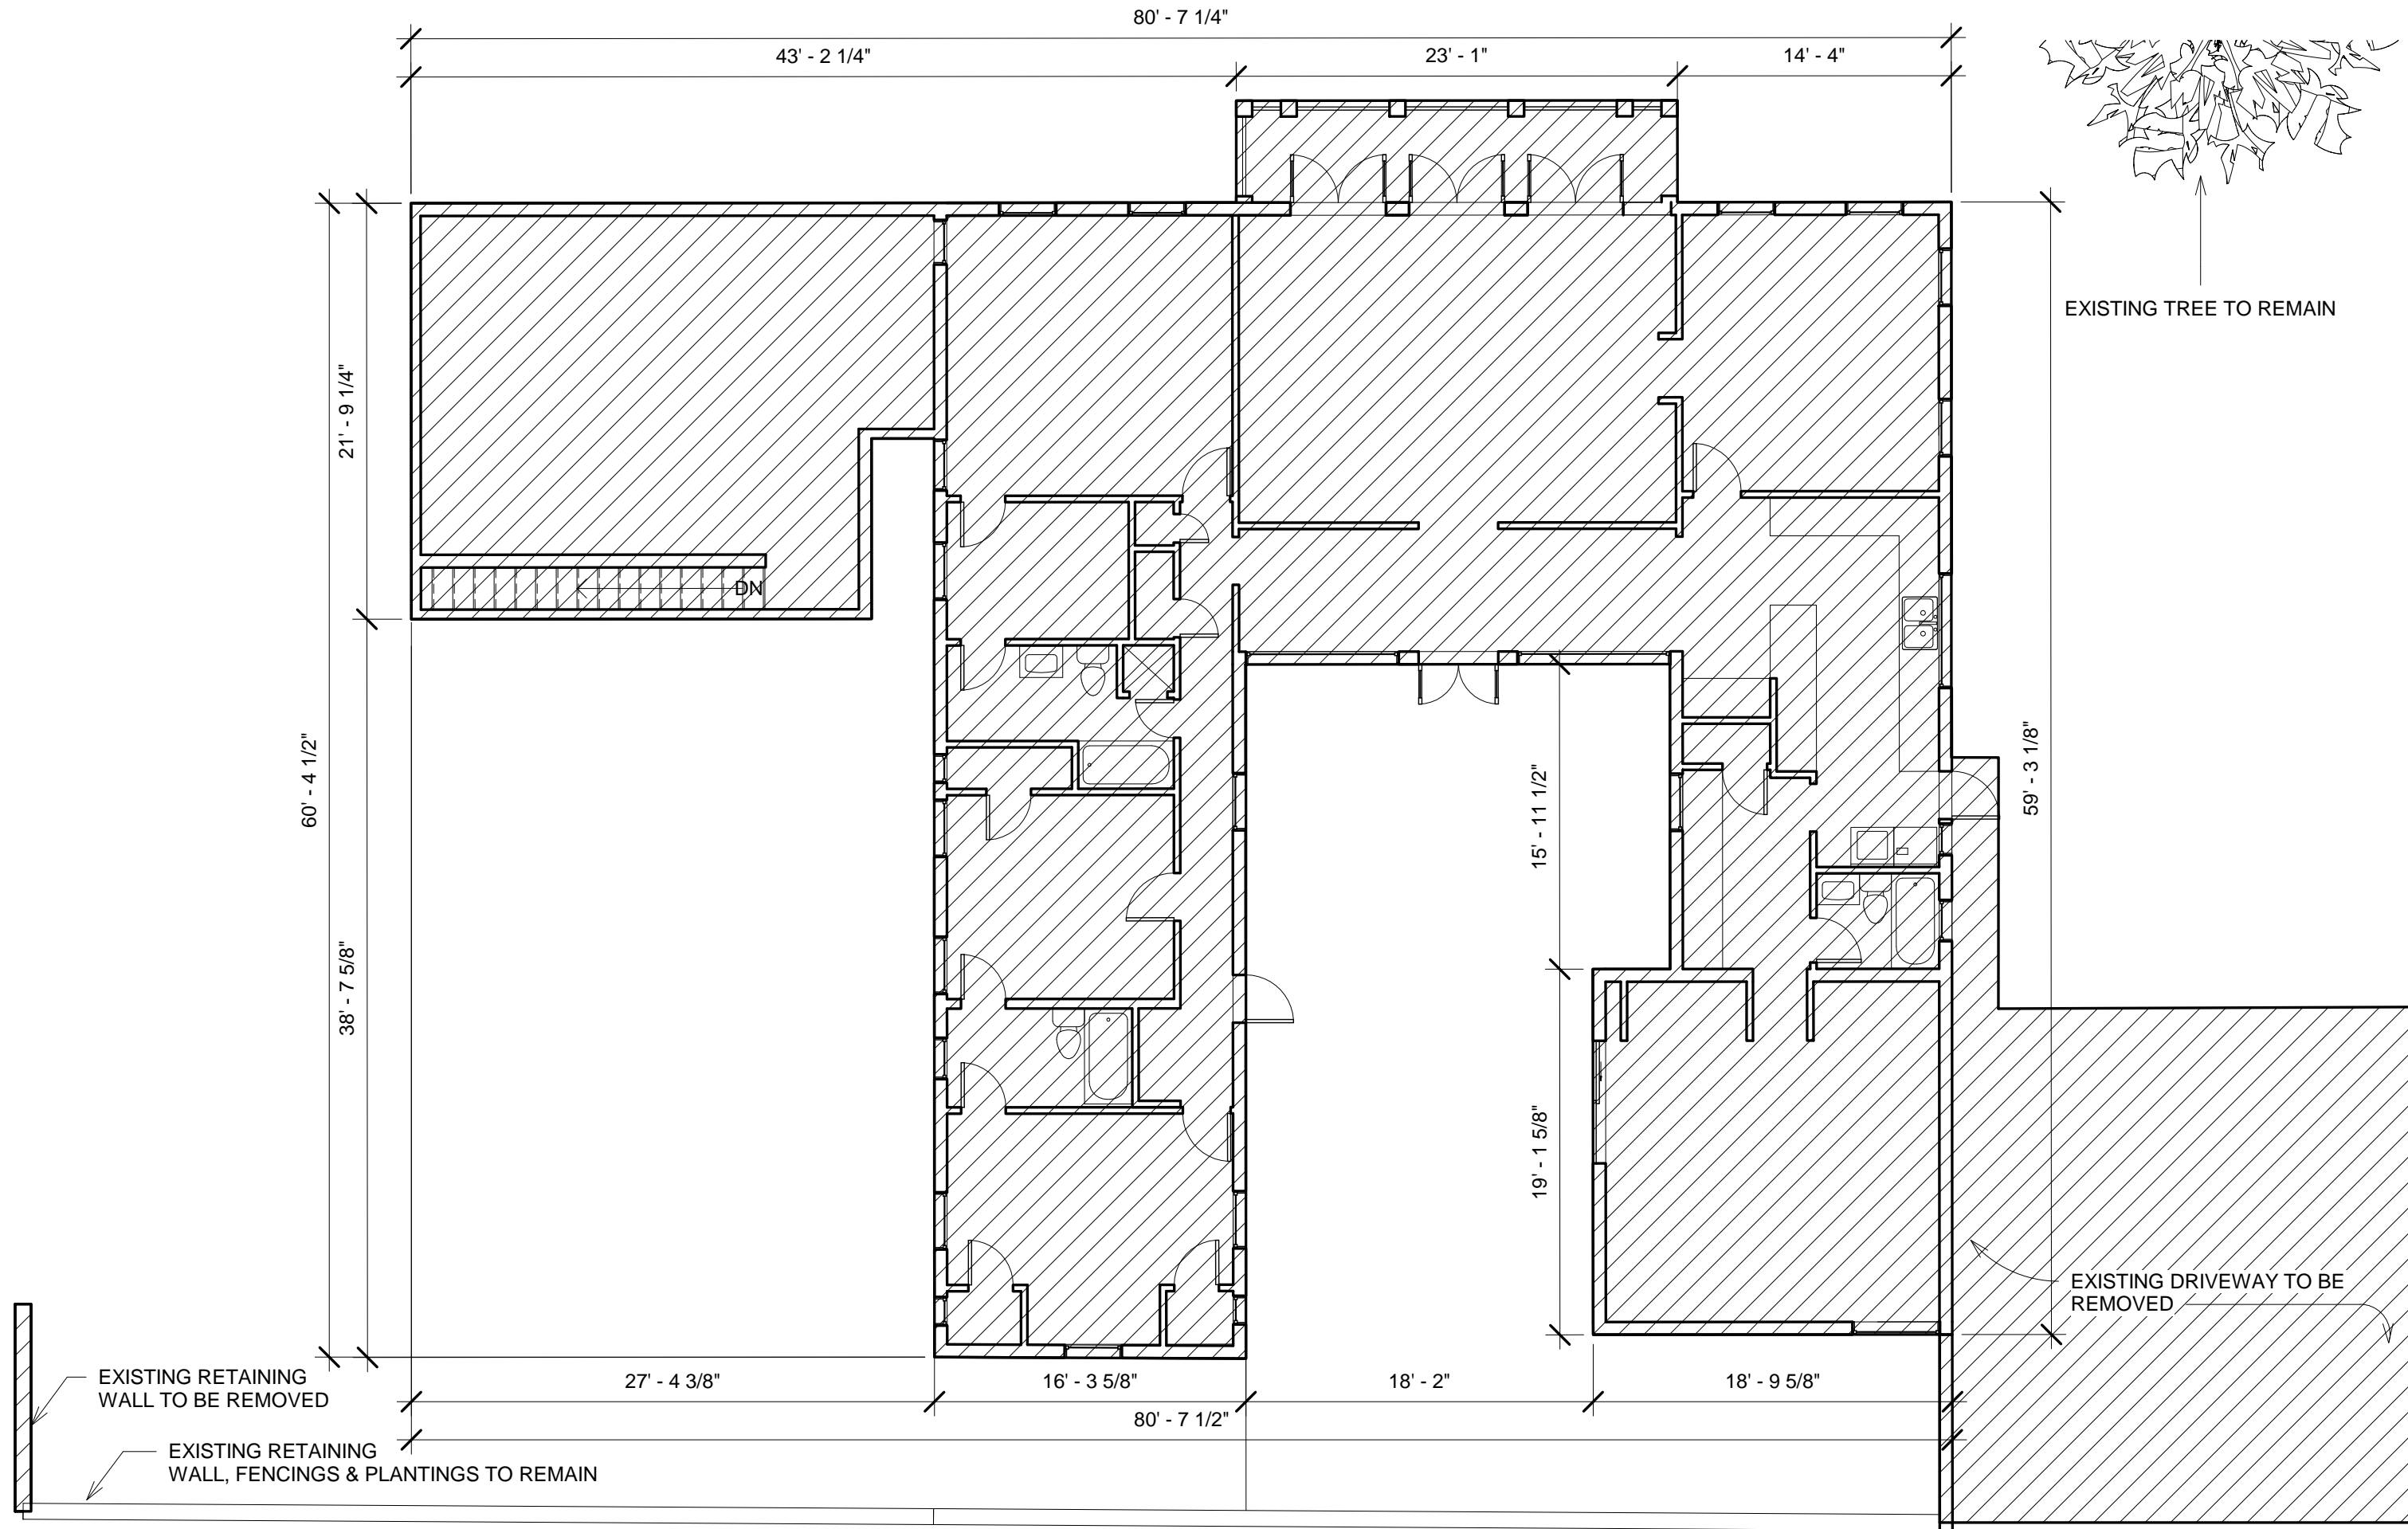 80' - 7 1/4"
43' - 2 1/4"
23' - 1"
14' - 4"
EXISTING TREE TO REMAIN
21' - 9 1/4"
DN
60' - 4 1/2"
59' - 3 1/8"
15' - 11 1/2"
38' - 7 5/8"
19' - 1 5/8"
EXISTING DRIVEWAY TO BE
REMOVED
EXISTING RETAINING
WALL TO BE REMOVED
27' - 4 3/8"
16' - 3 5/8"
18' - 2"
18' - 9 5/8"
80' - 7 1/2"
EXISTING RETAINING
WALL, FENCINGS & PLANTINGS TO REMAIN